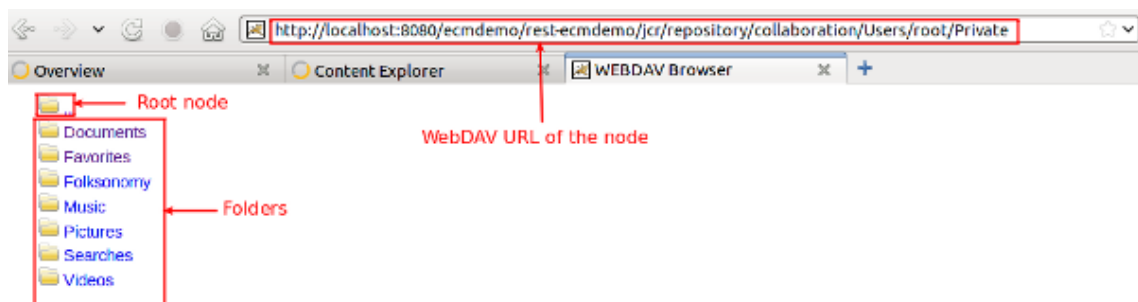 http://localhost:8080/ecmdemo/rest-ecmdemo/jcr/repository/collaboration/Users/root/Private
Overview Content Explorer WEBDAV Browser
.. Root node
Documents
WebDAV URL of the node
Favorites
Folksonomy
Music
Folders
Pictures
Searches
Videos